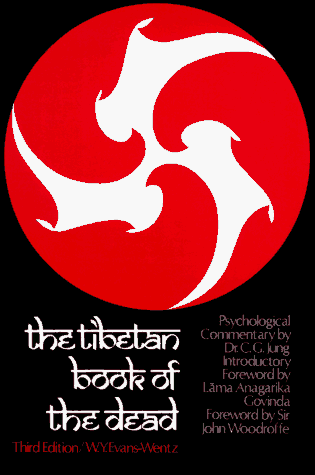 the tibetan
book of
the dead
Third Edition/W.Y. Evans-Wentz
Psychological
Commentary by
Dr. C. G. Jung
Introductory
Foreword by
Lāma Anagarika
Govinda
Foreword by Sir
John Woodroffe